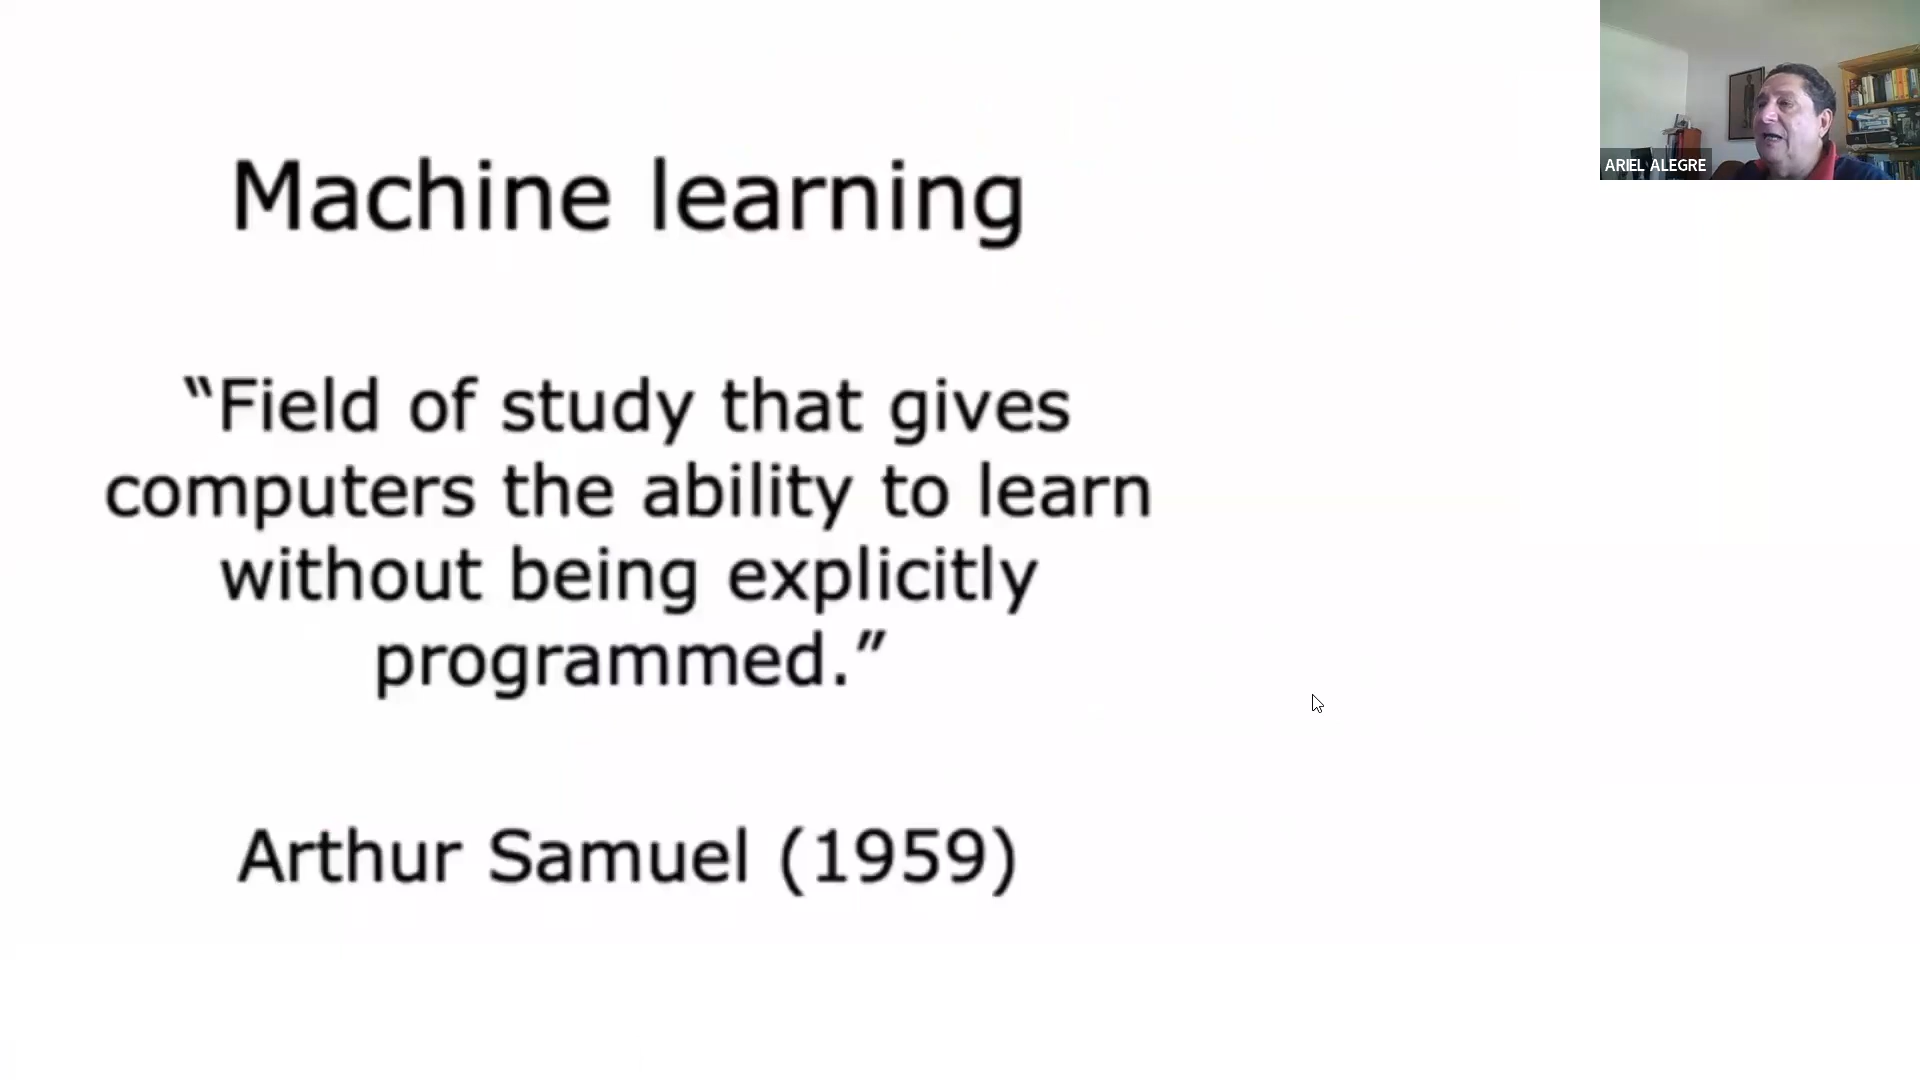 Machine learning
“Field of study that gives
computers the ability to learn
without being explicitly
programmed.”
Arthur Samuel (1959)
ARIEL ALEGRE